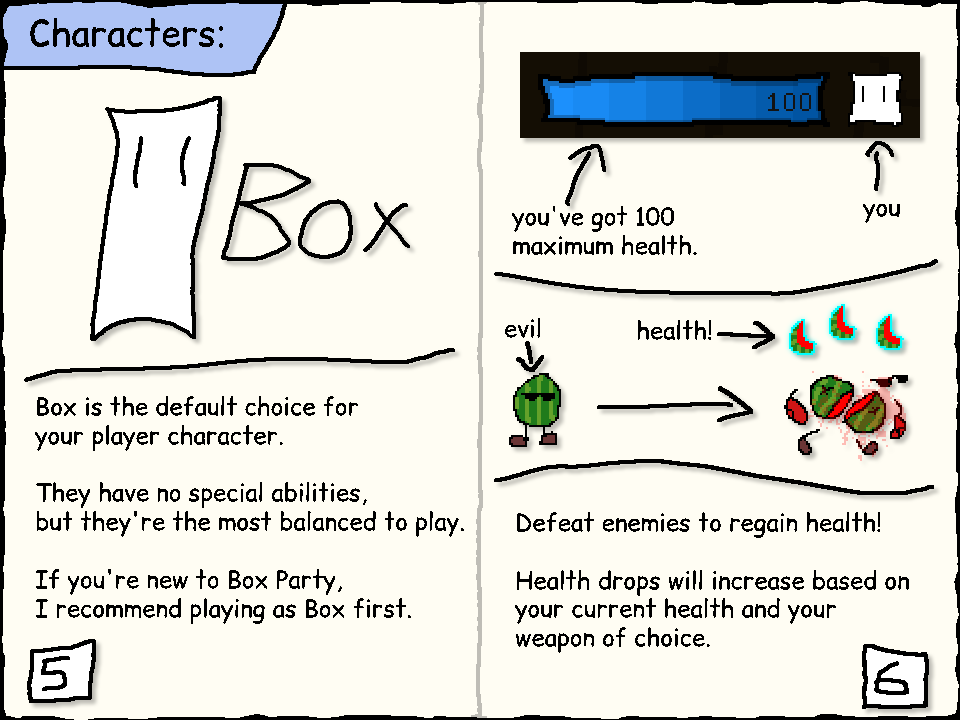 Characters:
Box
Box is the default choice for
your player character.
They have no special abilities,
but they're the most balanced to play.
If you're new to Box Party,
I recommend playing as Box first.
5
100
you've got 100
maximum health.
you
evil
health!
Defeat enemies to regain health!
Health drops will increase based on
your current health and your
weapon of choice.
6